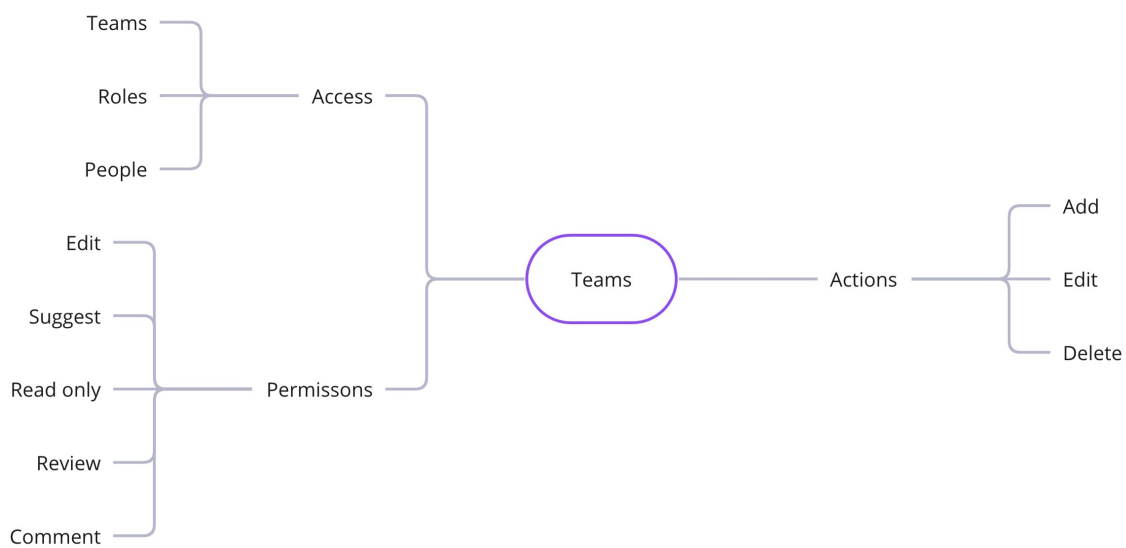 Teams
Roles
People
Access
Edit
Suggest
Read only
Review
Comment
Permissons
Teams
Actions
Add
Edit
Delete